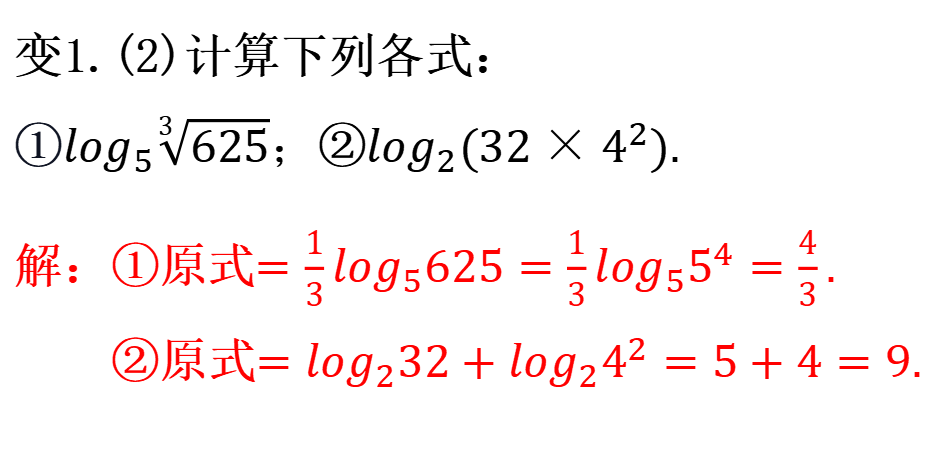 变1. (2)计算下列各式：
①log₅∛625；②log₂(32 × 4²).
解：①原式= 1/3 log₅625 = 1/3 log₅5⁴ = 4/3.
②原式= log₂32 + log₂4² = 5 + 4 = 9.